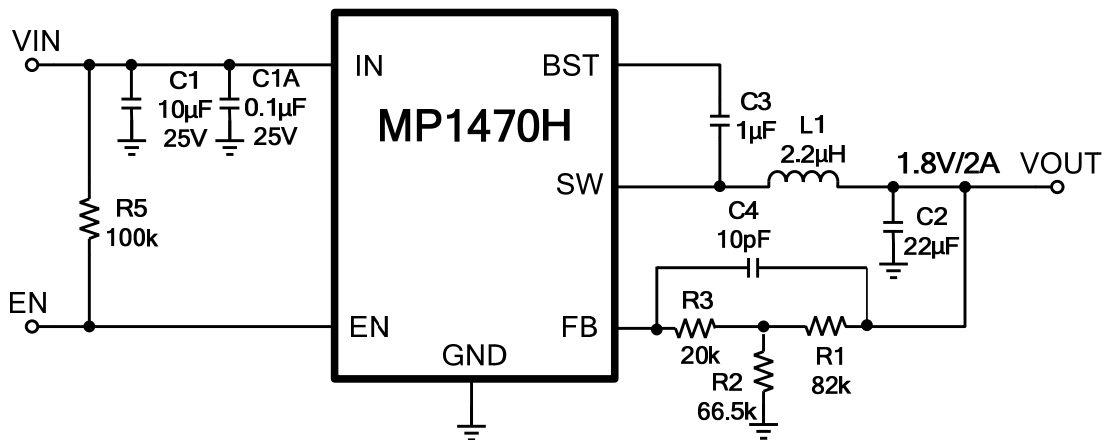 VIN
C1
10µF
25V
C1A
0.1µF
25V
R5
100k
EN
IN
MP1470H
BST
SW
EN
FB
GND
C3
1µF
L1
2.2µH
1.8V/2A
VOUT
C4
10pF
C2
22µF
R3
20k
R2
66.5k
R1
82k